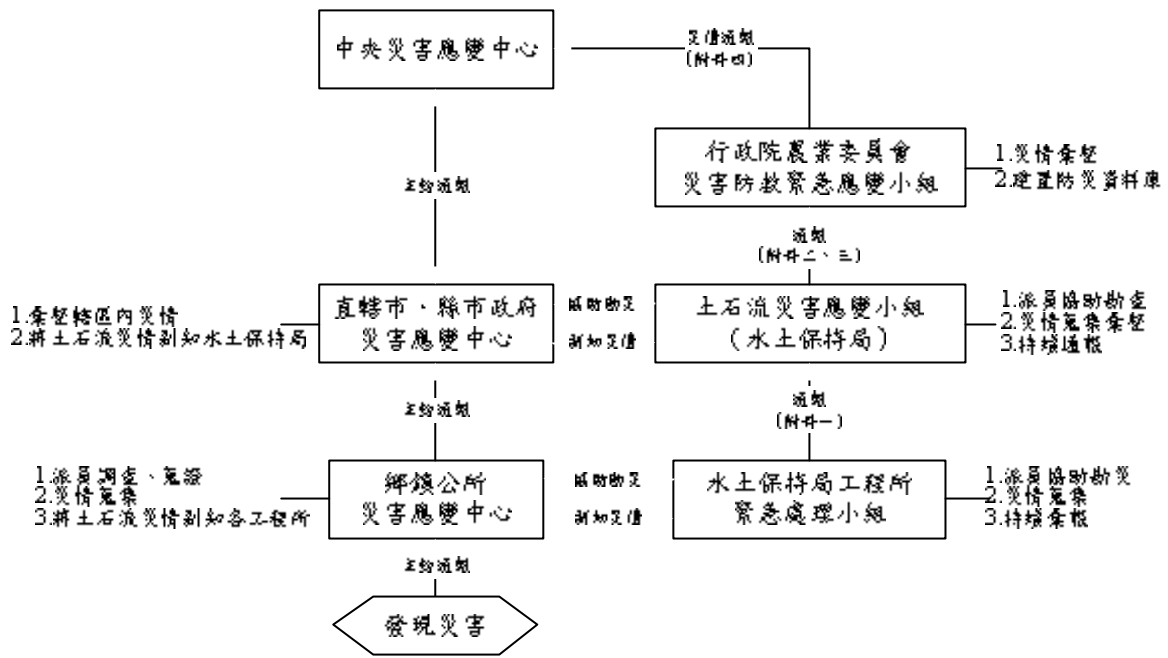 中央災害應變中心
災情通報
(附件四)
行政院農業委員會
災害防救緊急應變小組
1.災情彙整
2.建置防災資料庫
主動通報
通報
(附件二、三)
1.彙整轄區內災情
2.將土石流災情副知水土保持局
直轄市、縣市政府
災害應變中心
協助勘災
副知災情
土石流災害應變小組
(水土保持局)
1.派員協助勘查
2.災情蒐集彙整
3.持續通報
主動通報
通報
(附件一)
1.派員調查、蒐證
2.災情蒐集
3.將土石流災情副知各工程所
鄉鎮公所
災害應變中心
協助勘災
副知災情
水土保持局工程所
緊急處理小組
1.派員協助勘災
2.災情蒐集
3.持續彙報
主動通報
發現災害